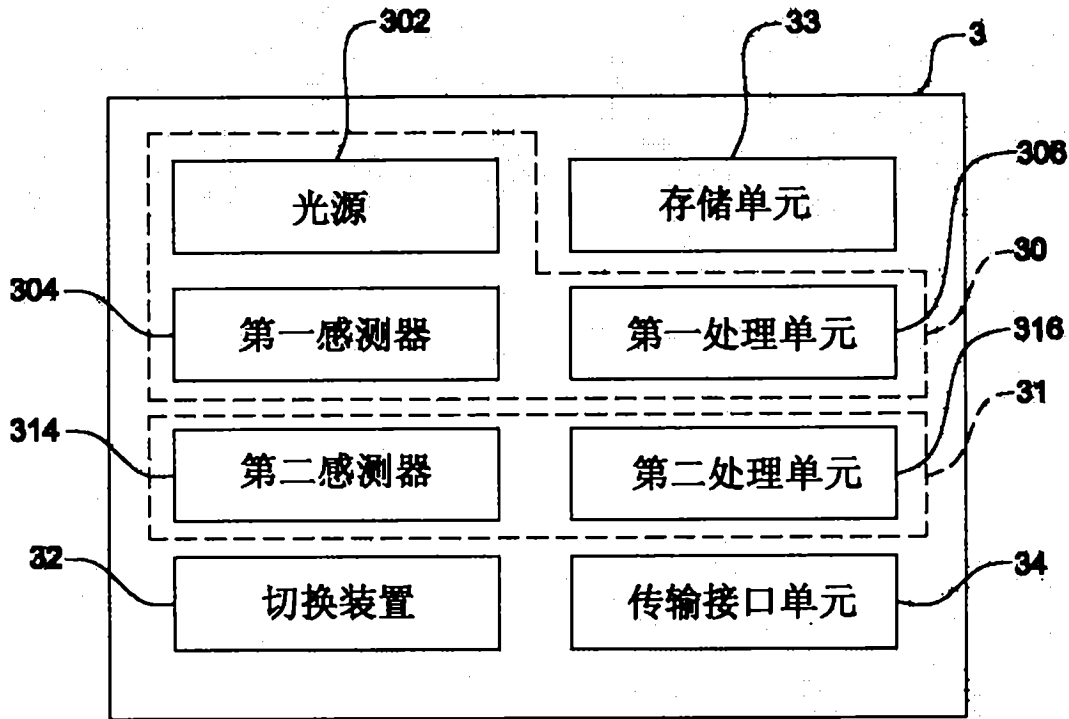 302
33
3
光源
存储单元
306
30
304
第一感测器
第一处理单元
316
31
314
第二感测器
第二处理单元
32
切换装置
传输接口单元
34